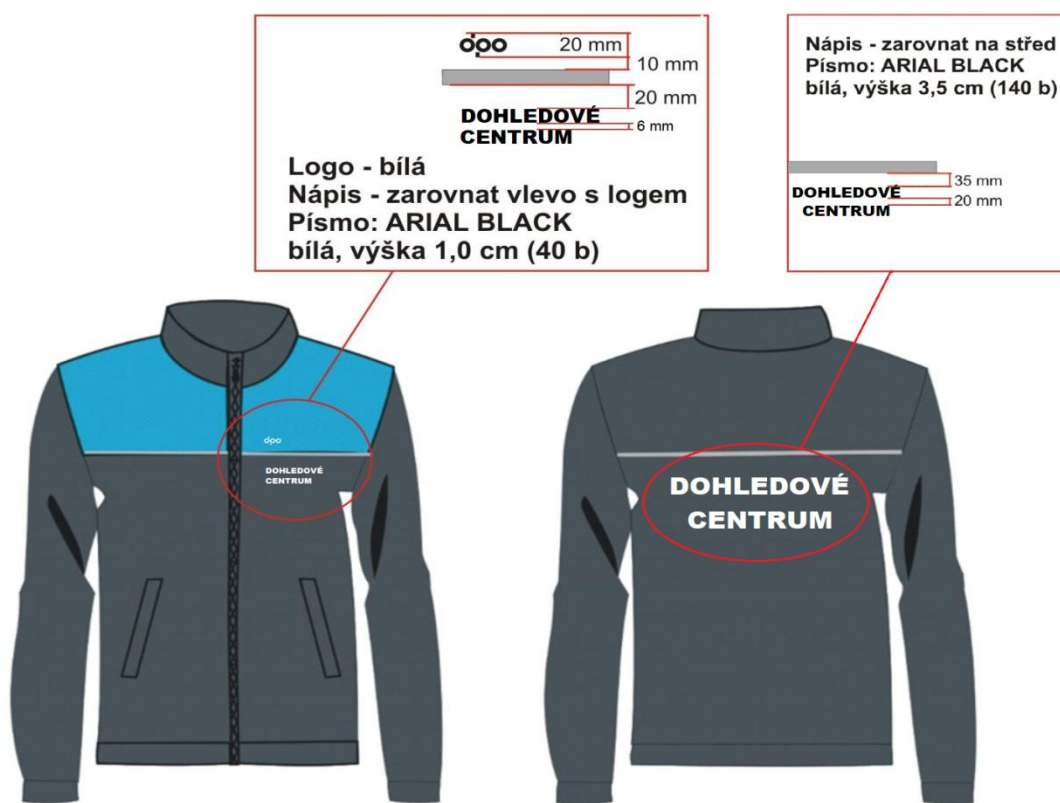 dpo
20 mm
10 mm
20 mm
DOHLEDOVÉ
CENTRUM
6 mm
Logo - bílá
Nápis - zarovnat vlevo s logem
Písmo: ARIAL BLACK
bílá, výška 1,0 cm (40 b)
Nápis - zarovnat na střed
Písmo: ARIAL BLACK
bílá, výška 3,5 cm (140 b)
35 mm
DOHLEDOVÉ
CENTRUM
20 mm
dpo
DOHLEDOVÉ
CENTRUM
DOHLEDOVÉ
CENTRUM